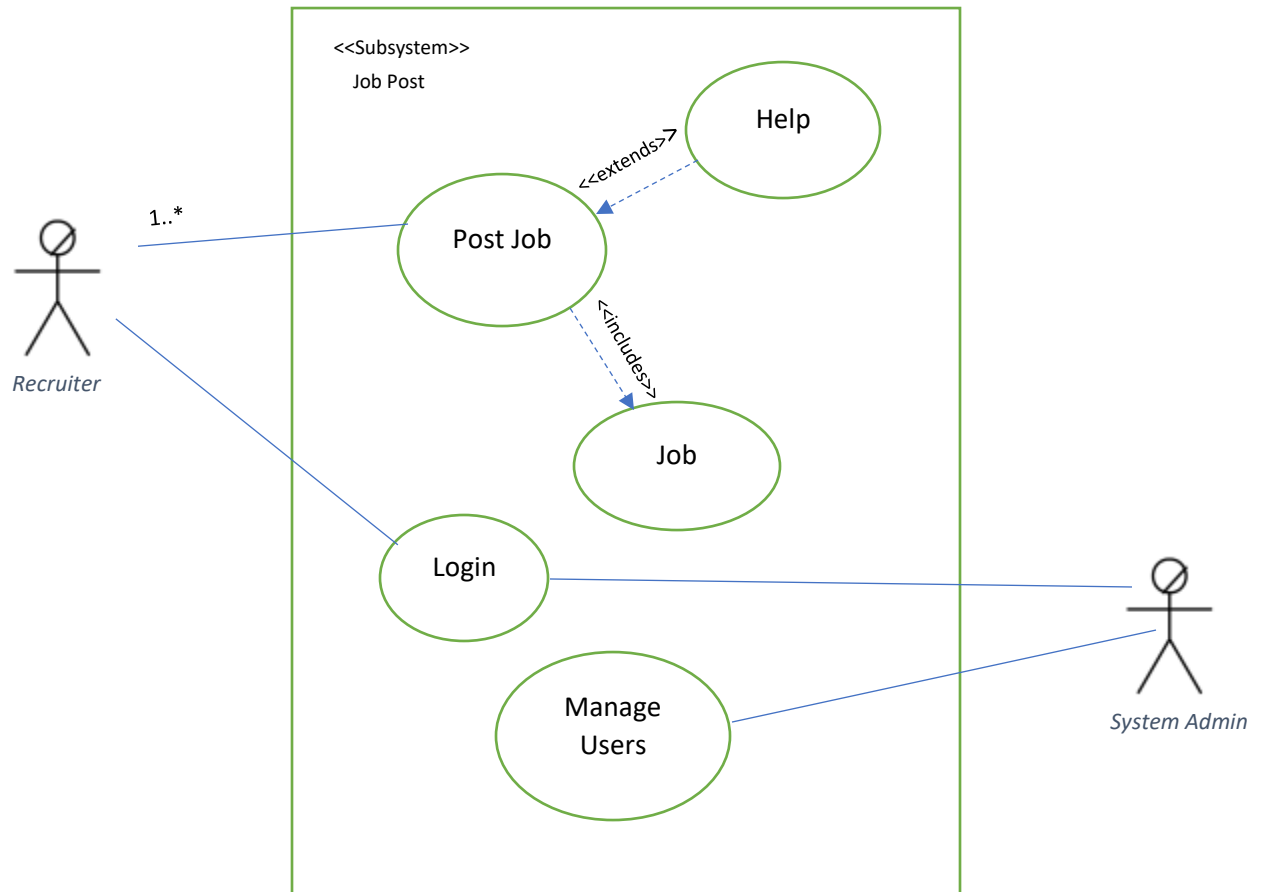 <<Subsystem>>
Job Post
Help
<<extends>>
Post Job
1..*
Recruiter
<<includes>>
Job
Login
Manage
Users
System Admin